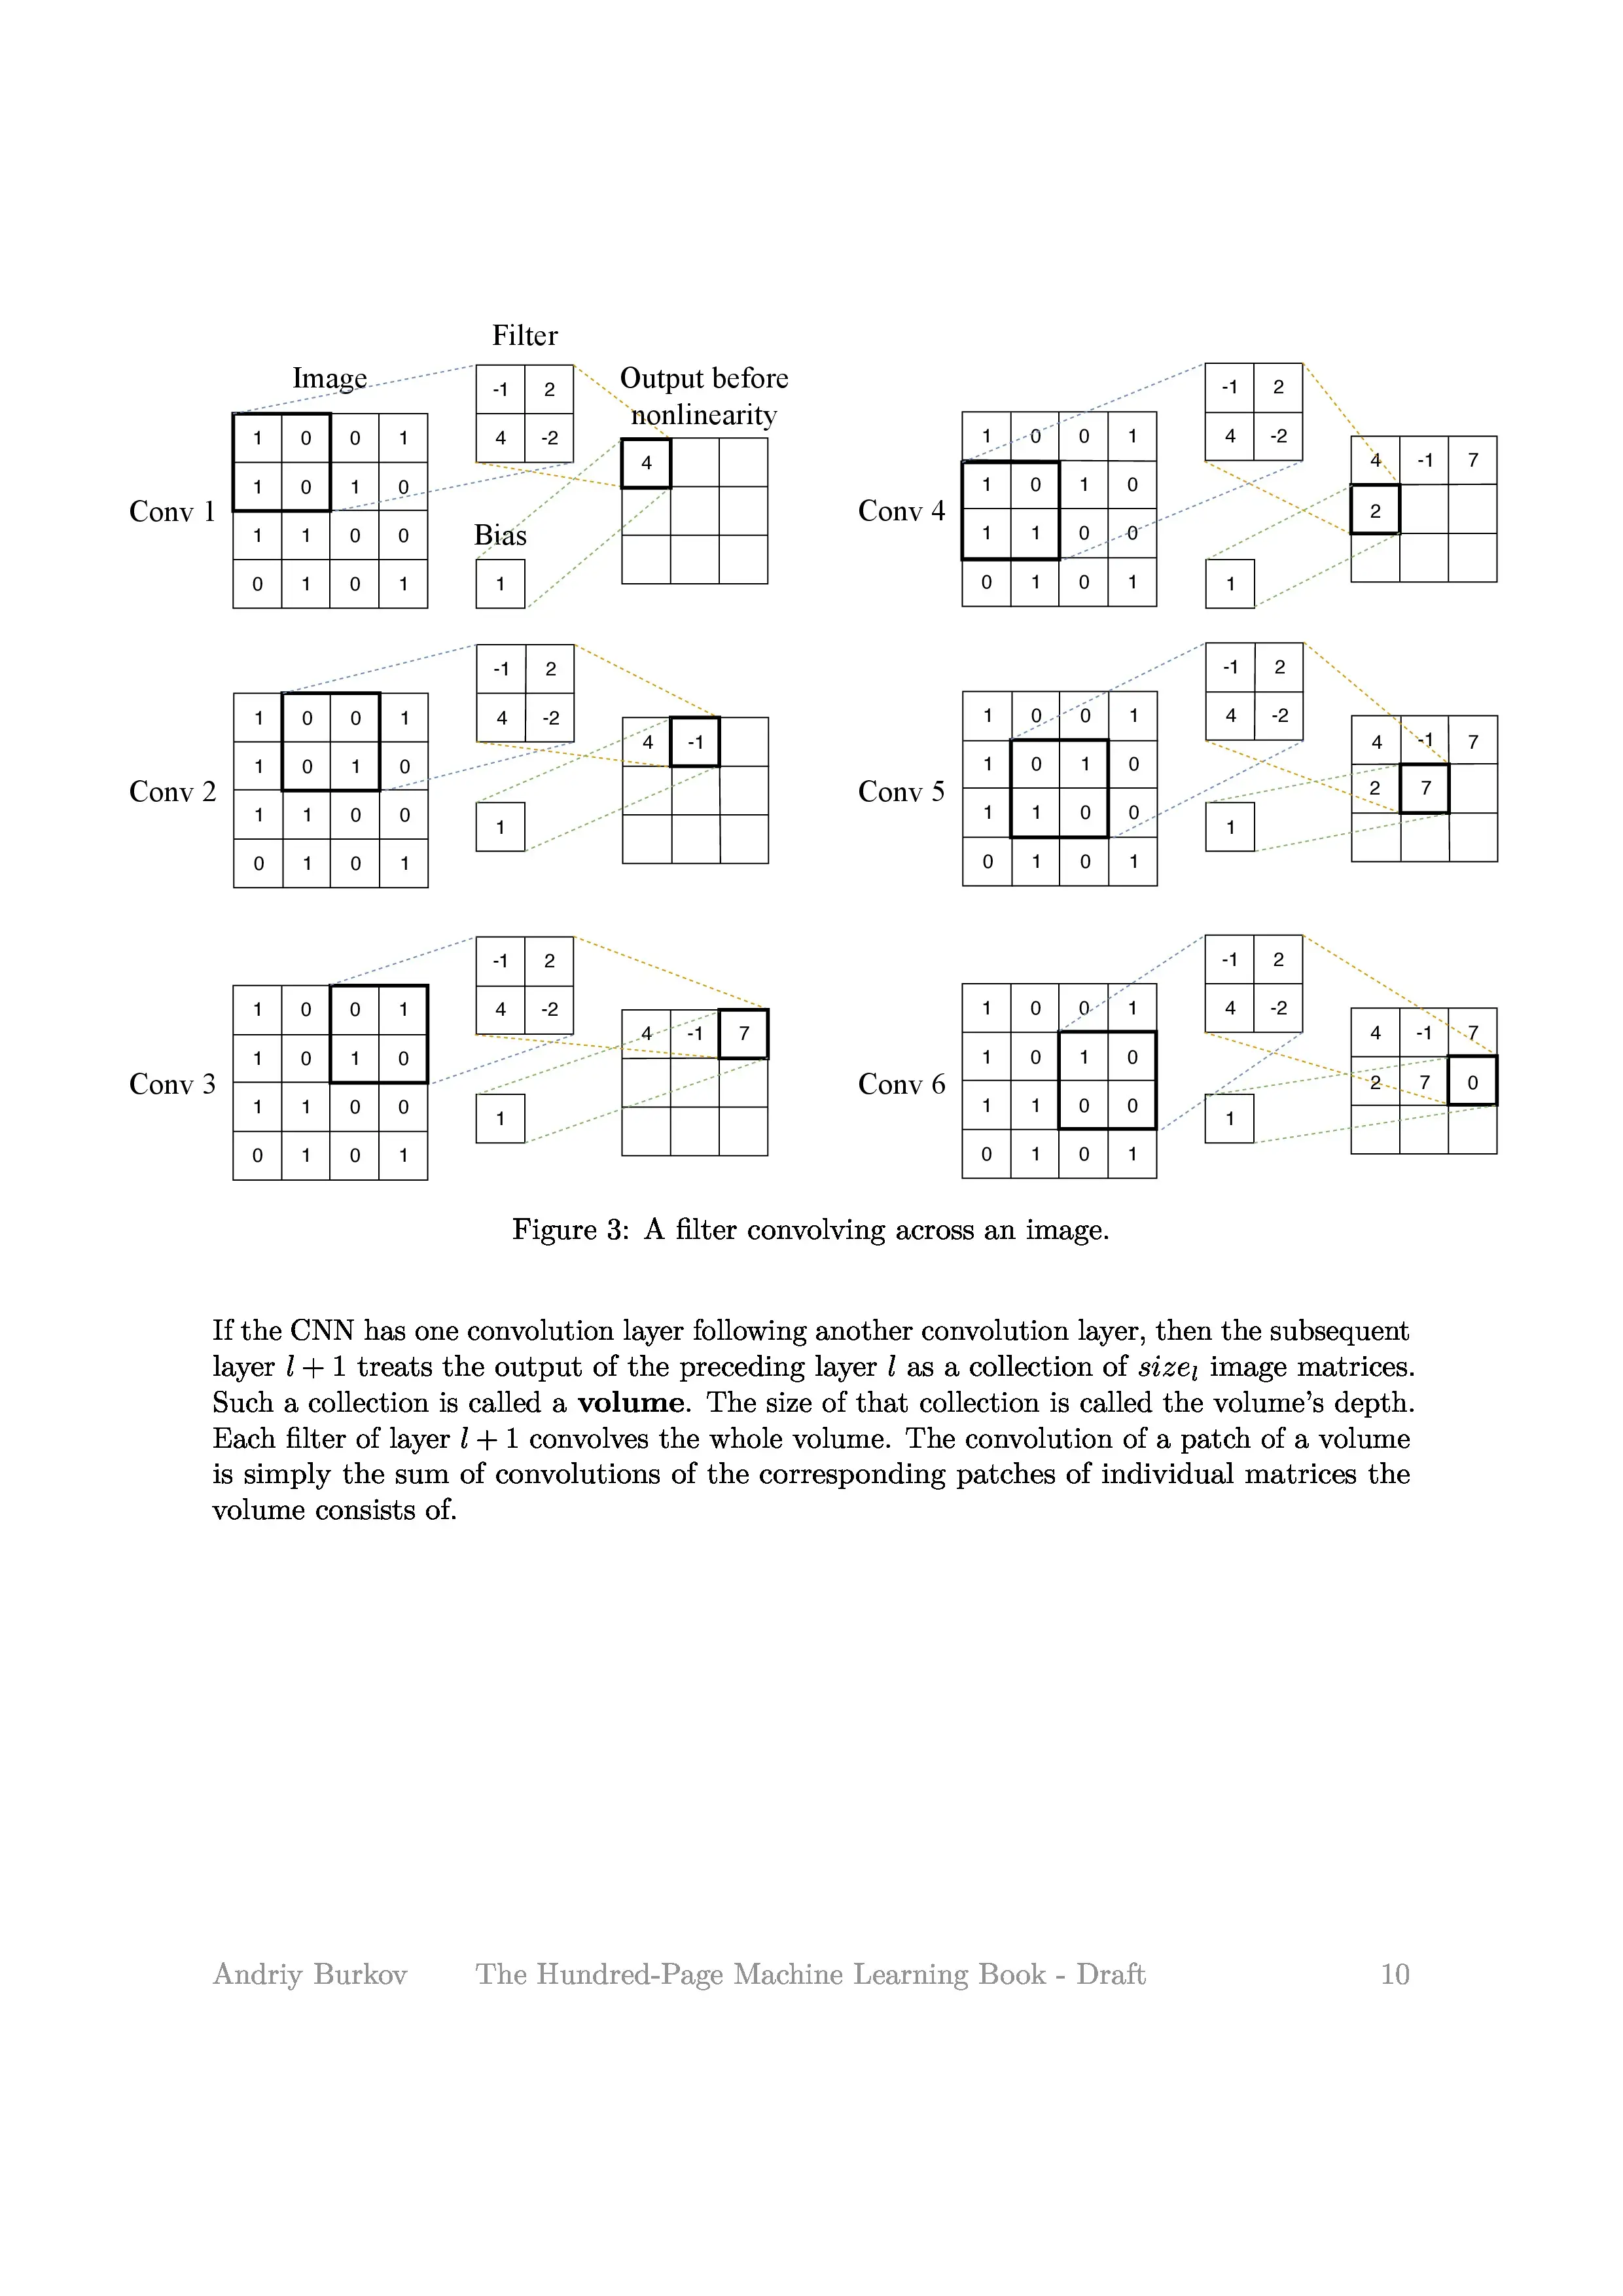 Filter
Image
Output before
nonlinearity
Conv 1
1 0 0 1
1 0 1 0
1 1 0 0
0 1 0 1
-1 2
4 -2
Bias
1
4
Conv 2
1 0 0 1
1 0 1 0
1 1 0 0
0 1 0 1
-1 2
4 -2
1
4 -1
Conv 3
1 0 0 1
1 0 1 0
1 1 0 0
0 1 0 1
-1 2
4 -2
1
4 -1 7
Conv 4
1 0 0 1
1 0 1 0
1 1 0 0
0 1 0 1
-1 2
4 -2
1
4 -1 7
2
Conv 5
1 0 0 1
1 0 1 0
1 1 0 0
0 1 0 1
-1 2
4 -2
1
4 -1 7
2 7
Conv 6
1 0 0 1
1 0 1 0
1 1 0 0
0 1 0 1
-1 2
4 -2
1
4 -1 7
2 7 0
Figure 3: A filter convolving across an image.
If the CNN has one convolution layer following another convolution layer, then the subsequent
layer l + 1 treats the output of the preceding layer l as a collection of size_l image matrices.
Such a collection is called a volume. The size of that collection is called the volume's depth.
Each filter of layer l + 1 convolves the whole volume. The convolution of a patch of a volume
is simply the sum of convolutions of the corresponding patches of individual matrices the
volume consists of.
Andriy Burkov The Hundred-Page Machine Learning Book - Draft 10